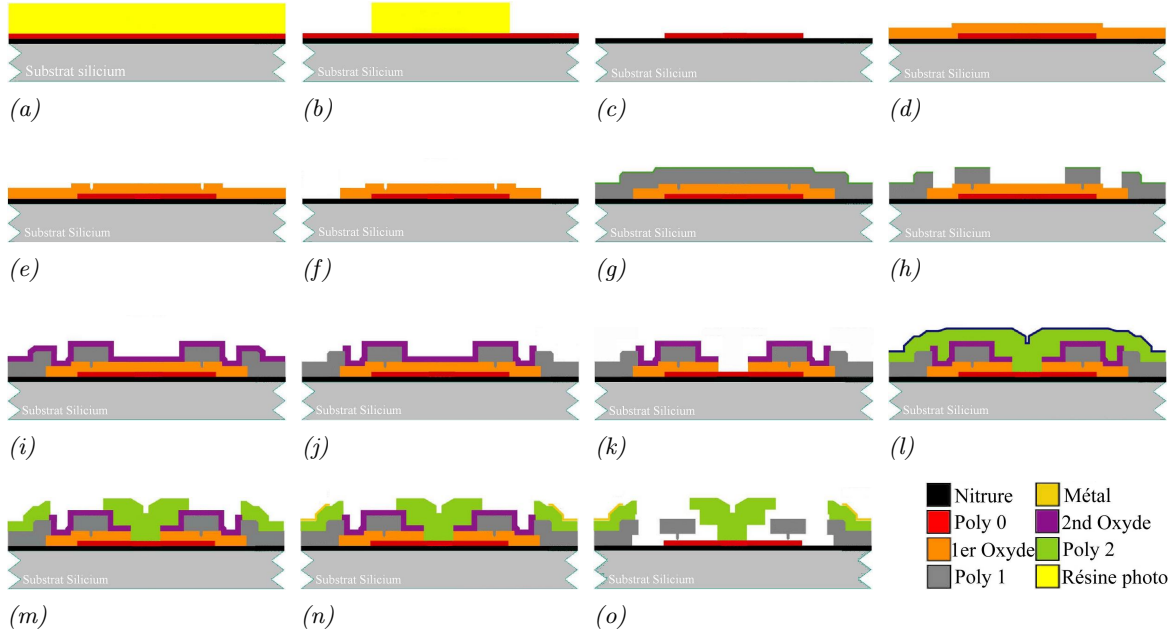 Substrat silicium
Substrat Silicium
Substrat Silicium
Substrat Silicium
(a)
(b)
(c)
(d)
Substrat Silicium
Substrat Silicium
Substrat Silicium
Substrat Silicium
(e)
(f)
(g)
(h)
Substrat Silicium
Substrat Silicium
Substrat Silicium
Substrat Silicium
(i)
(j)
(k)
(l)
Substrat Silicium
Substrat Silicium
Substrat Silicium
(m)
(n)
(o)
Nitrure
Métal
Poly 0
2nd Oxyde
1er Oxyde
Poly 2
Poly 1
Résine photo